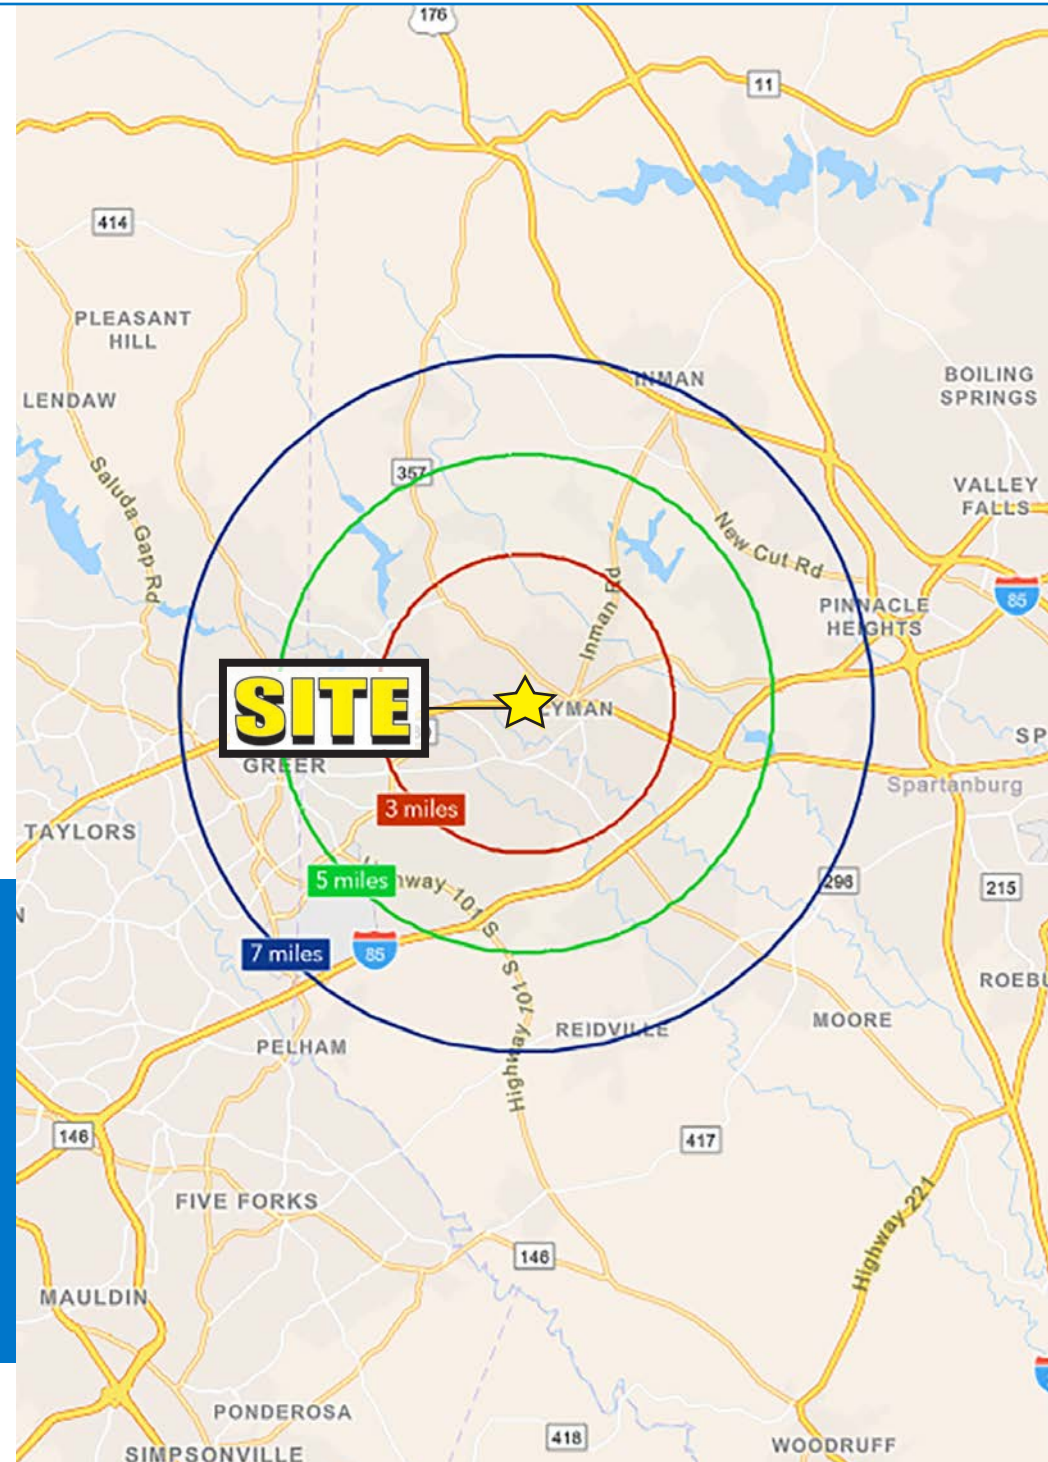 176
11
414
PLEASANT
HILL
INMAN
BOILING
SPRINGS
LENDAW
357
Saluda Gap Rd
VALLEY
FALLS
New Cut Rd
85
Inman Rd
PINNACLE
HEIGHTS
SITE
LYMAN
SP
GREER
Spartanburg
3 miles
TAYLORS
5 miles
hway 101 S
296
215
N
7 miles
85
S 101
ROEBU
REIDVILLE
MOORE
PELHAM
Highway
146
417
FIVE FORKS
Highway 221
146
MAULDIN
PONDEROSA
418
WOODRUFF
SIMPSONVILLE